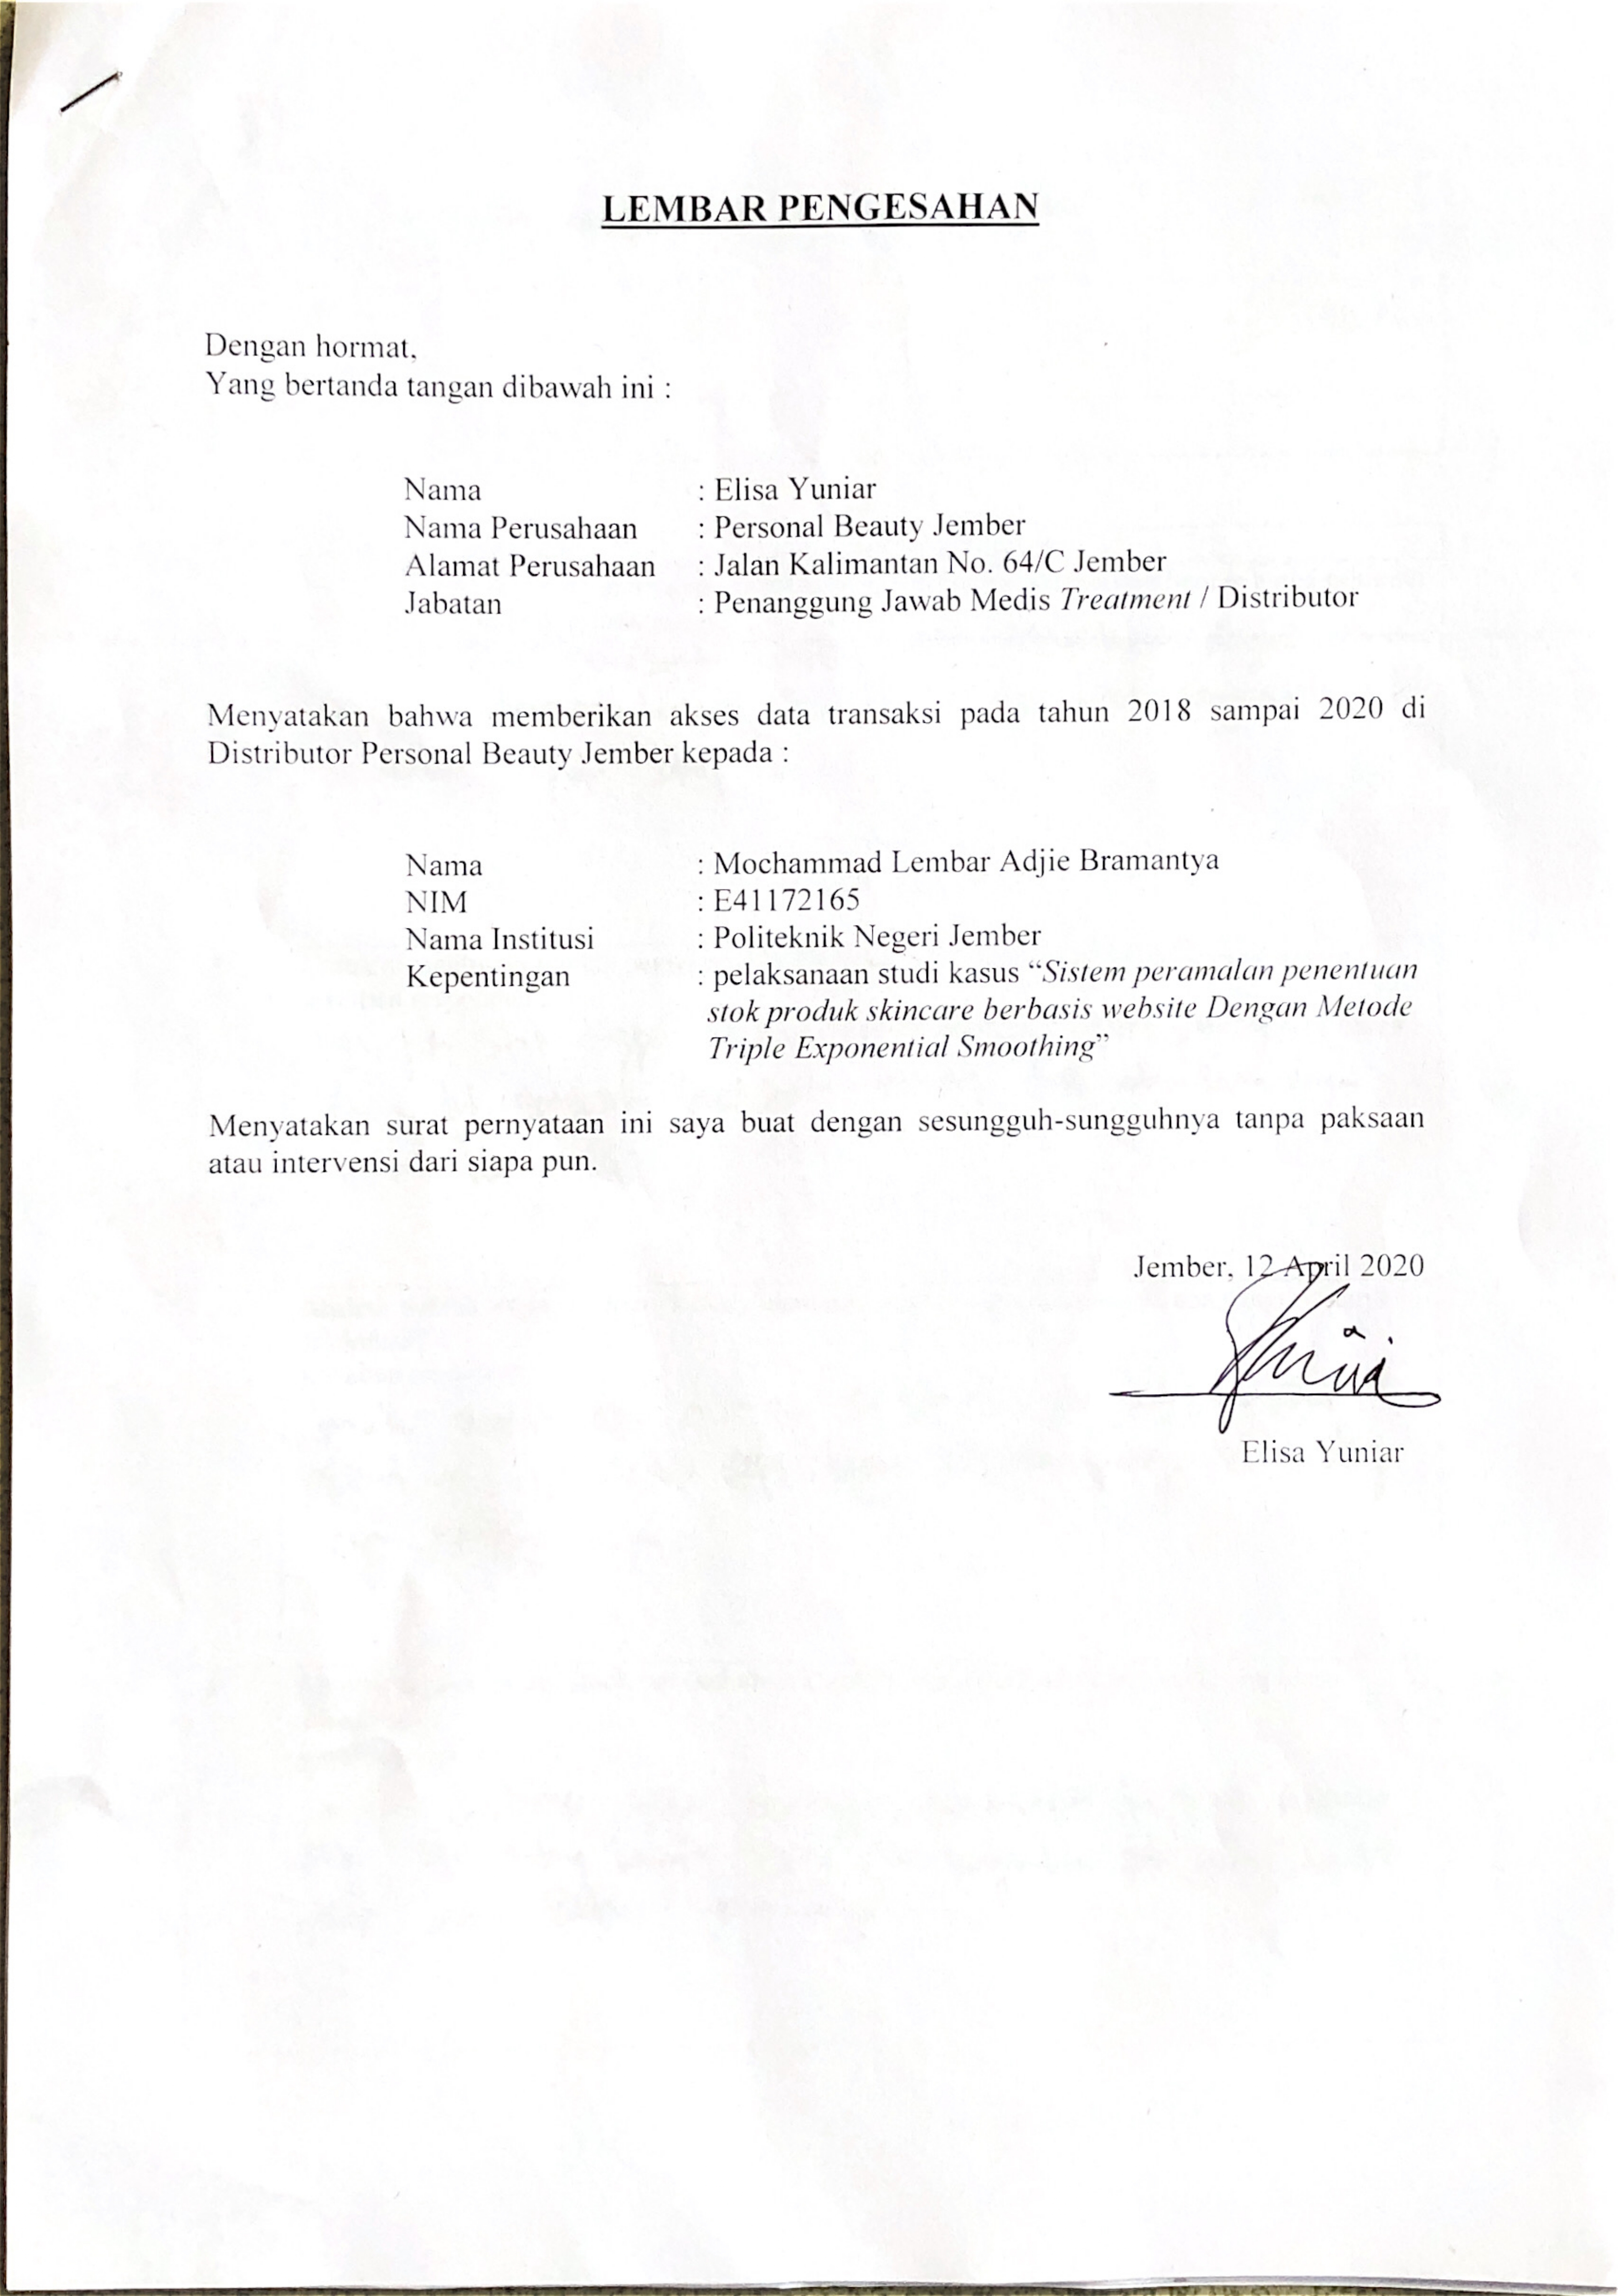 LEMBAR PENGESAHAN
Dengan hormat,
Yang bertanda tangan dibawah ini :
Nama : Elisa Yuniar
Nama Perusahaan : Personal Beauty Jember
Alamat Perusahaan : Jalan Kalimantan No. 64/C Jember
Jabatan : Penanggung Jawab Medis Treatment / Distributor
Menyatakan bahwa memberikan akses data transaksi pada tahun 2018 sampai 2020 di
Distributor Personal Beauty Jember kepada :
Nama : Mochammad Lembar Adjie Bramantya
NIM : E41172165
Nama Institusi : Politeknik Negeri Jember
Kepentingan : pelaksanaan studi kasus “Sistem peramalan penentuan
stok produk skincare berbasis website Dengan Metode
Triple Exponential Smoothing”
Menyatakan surat pernyataan ini saya buat dengan sesungguh-sungguhnya tanpa paksaan
atau intervensi dari siapa pun.
Jember, 12 April 2020
Elisa Yuniar